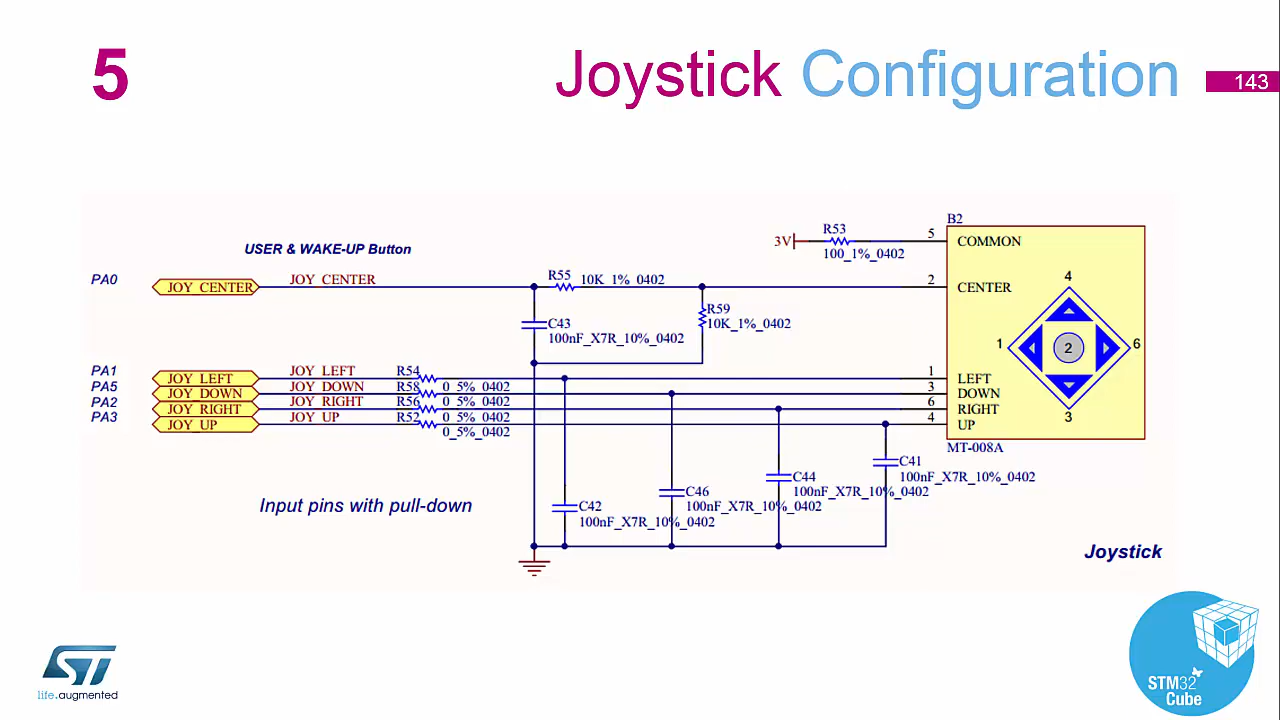 5
Joystick Configuration
143
B2
USER & WAKE-UP Button
3V
R53
100_1%_0402
5
COMMON
PA0
JOY_CENTER
JOY_CENTER
R55
10K_1%_0402
2
CENTER
C43
100nF_X7R_10%_0402
R59
10K_1%_0402
4
1
2
6
3
PA1
JOY_LEFT
JOY_LEFT
R54
1
LEFT
PA5
JOY_DOWN
JOY_DOWN
R58
0_5%_0402
3
DOWN
PA2
JOY_RIGHT
JOY_RIGHT
R56
0_5%_0402
6
RIGHT
PA3
JOY_UP
JOY_UP
R52
0_5%_0402
4
UP
0_5%_0402
MT-008A
C41
100nF_X7R_10%_0402
C44
100nF_X7R_10%_0402
C46
100nF_X7R_10%_0402
C42
100nF_X7R_10%_0402
Input pins with pull-down
Joystick
ST
life.augmented
STM32
Cube